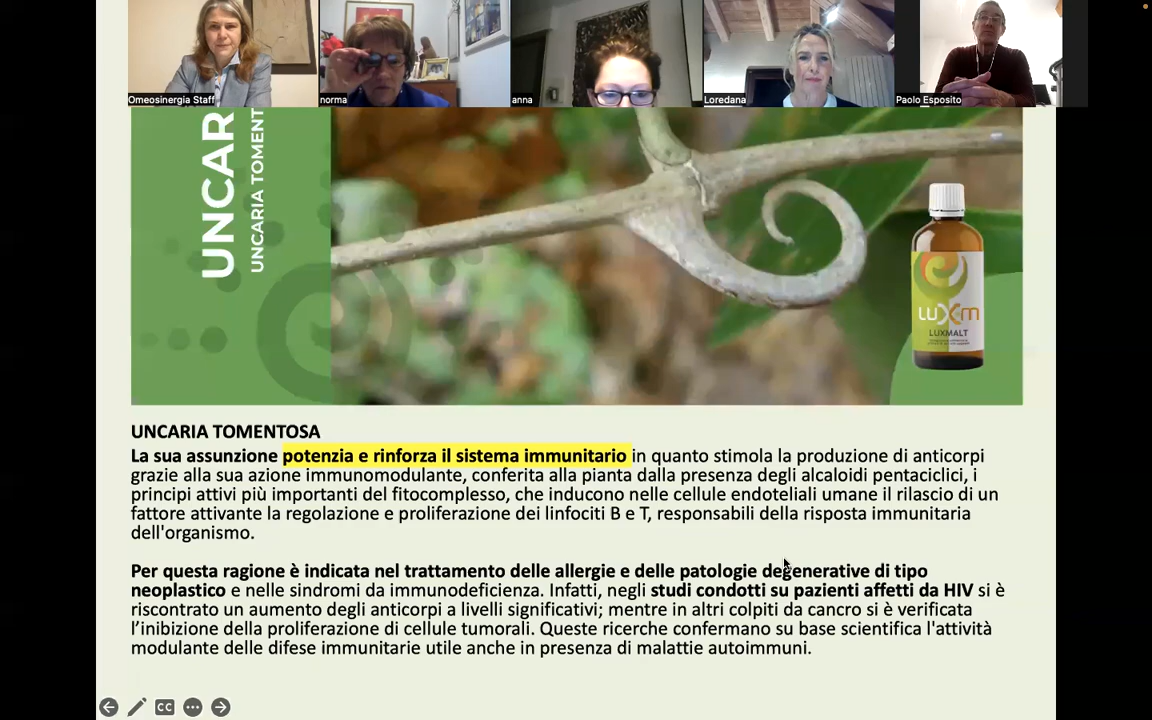 Omeosinergia Staff
norma
anna
Loredana
Paolo Esposito
UNCAR
UNCARIA TOMENT
luXm
LUXMALT
UNCARIA TOMENTOSA
La sua assunzione potenzia e rinforza il sistema immunitario in quanto stimola la produzione di anticorpi
grazie alla sua azione immunomodulante, conferita alla pianta dalla presenza degli alcaloidi pentaciclici, i
principi attivi più importanti del fitocomplesso, che inducono nelle cellule endoteliali umane il rilascio di un
fattore attivante la regolazione e proliferazione dei linfociti B e T, responsabili della risposta immunitaria
dell'organismo.
Per questa ragione è indicata nel trattamento delle allergie e delle patologie degenerative di tipo
neoplastico e nelle sindromi da immunodeficienza. Infatti, negli studi condotti su pazienti affetti da HIV si è
riscontrato un aumento degli anticorpi a livelli significativi; mentre in altri colpiti da cancro si è verificata
l’inibizione della proliferazione di cellule tumorali. Queste ricerche confermano su base scientifica l'attività
modulante delle difese immunitarie utile anche in presenza di malattie autoimmuni.
CC